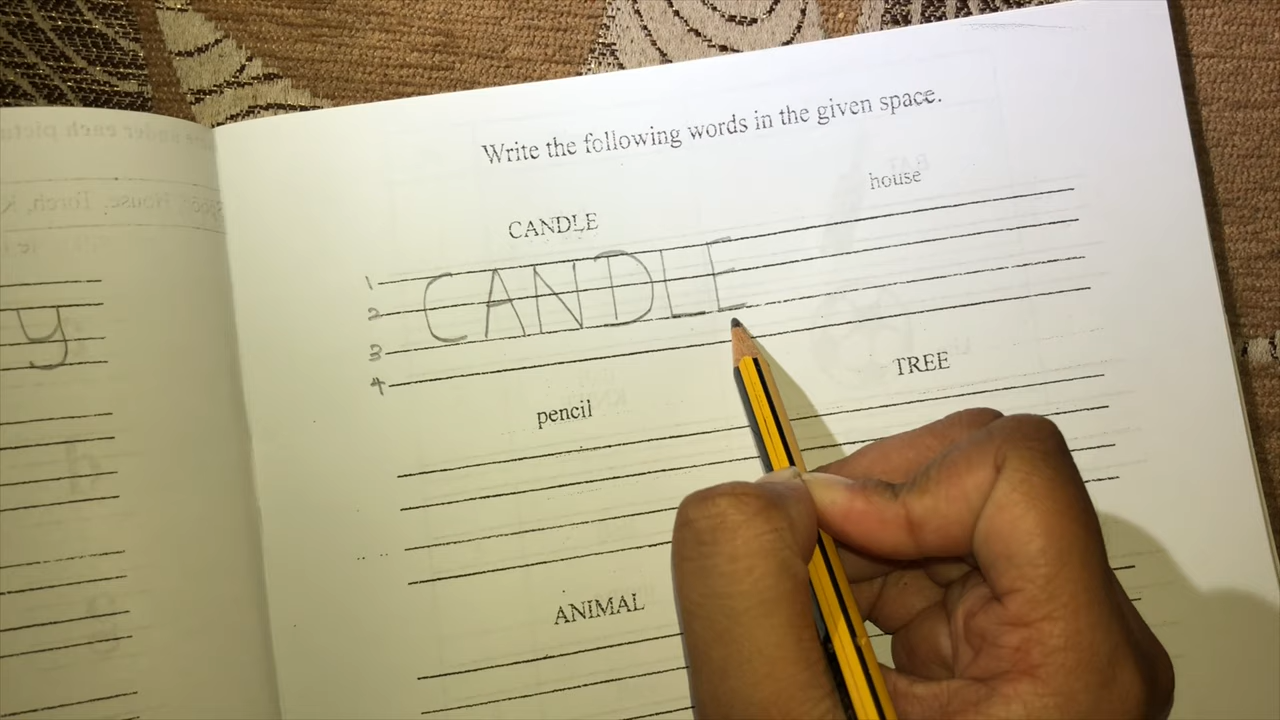 Write the following words in the given space.
house
CANDLE
1 CANDLE
2
3
4
TREE
pencil
ANIMAL
y